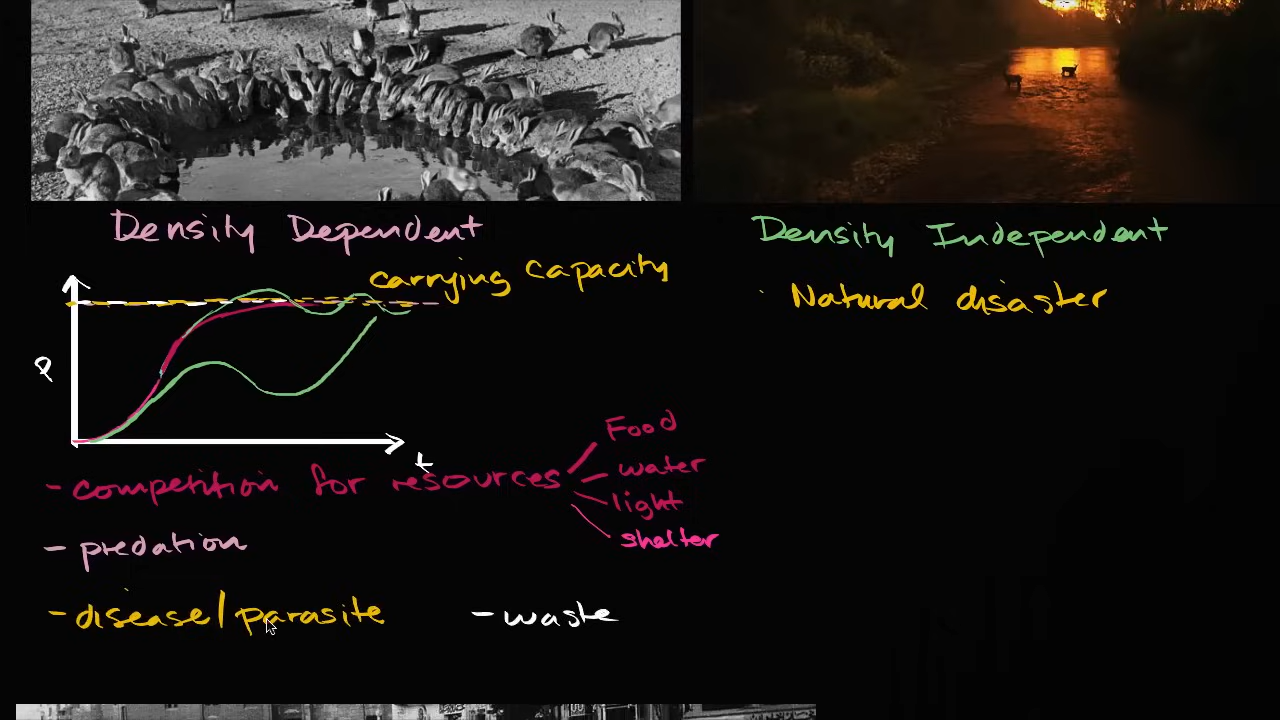 Density Dependent
Density Independent
carrying capacity
Natural disaster
P
t
Food
- competition for resources
water
light
- predation
shelter
- disease/parasite
- waste